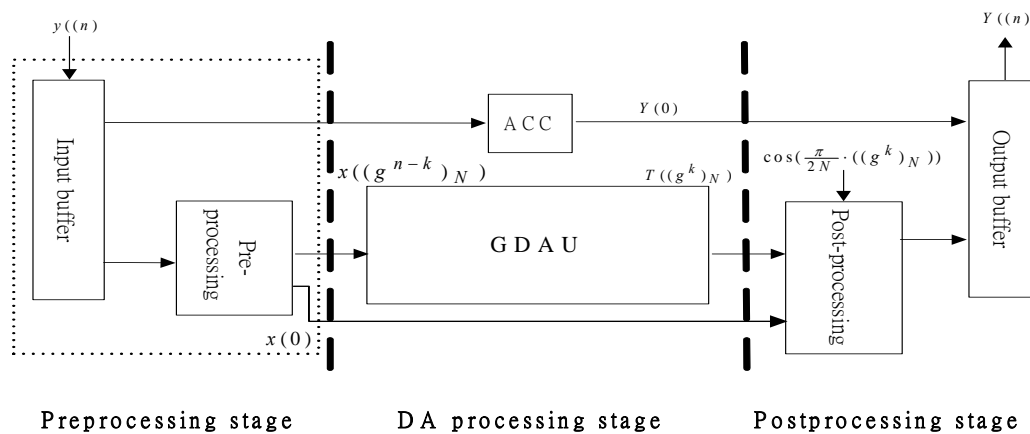 y((n)
Y((n)
Input buffer
ACC
Y(0)
x((g^{n-k})_N)
T((g^k)_N)
cos(\frac{π}{2N}·((g^k)_N))
Output buffer
Pre-
processing
GDAU
Post-processing
x(0)
Preprocessing stage
DA processing stage
Postprocessing stage